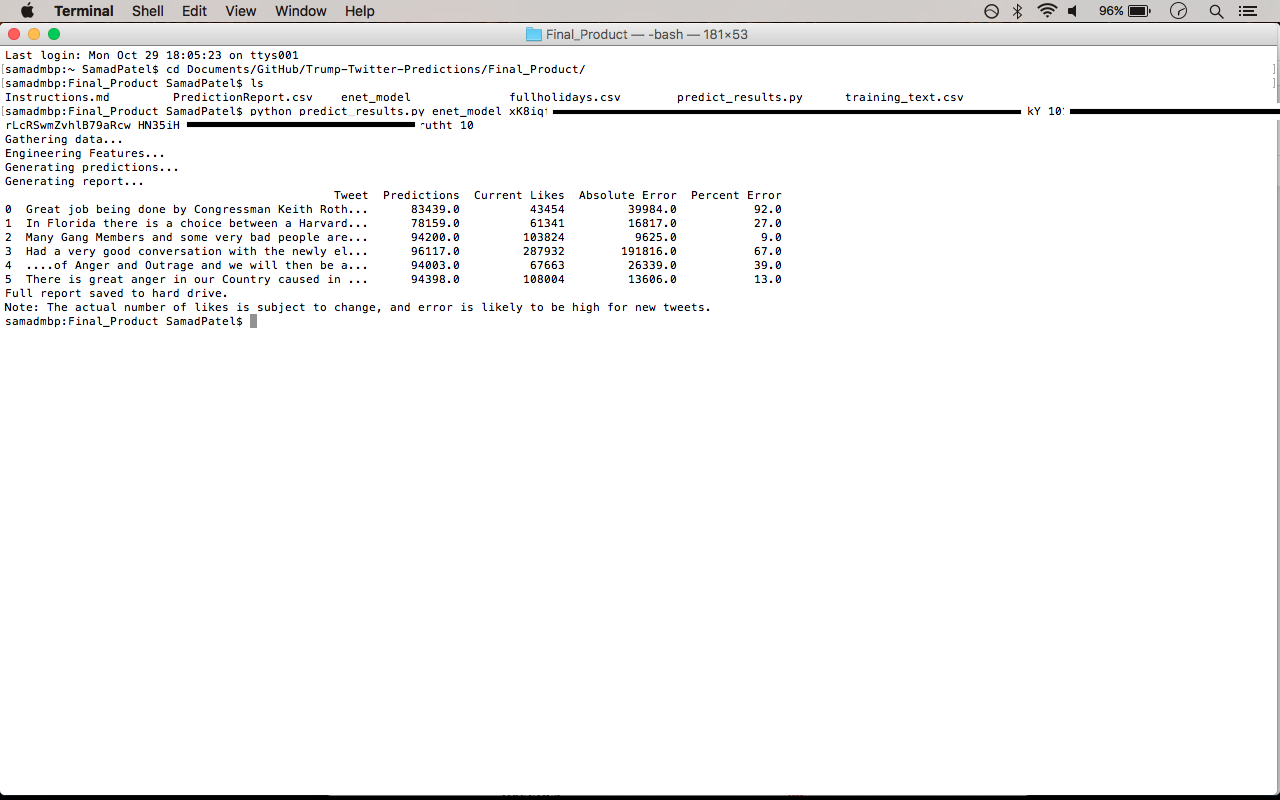 Terminal Shell Edit View Window Help 96%
Final_Product — -bash — 181×53
Last login: Mon Oct 29 18:05:23 on ttys001
[samadmbp:~ SamadPatel$ cd Documents/GitHub/Trump-Twitter-Predictions/Final_Product/ ]
[samadmbp:Final_Product SamadPatel$ ls ]
Instructions.md PredictionReport.csv enet_model fullholidays.csv predict_results.py training_text.csv
[samadmbp:Final_Product SamadPatel$ python predict_results.py enet_model xK8iq kY 10
rLcRSwmZvhlB79aRcw HN35iH rutht 10
Gathering data...
Engineering Features...
Generating predictions...
Generating report...
Tweet Predictions Current Likes Absolute Error Percent Error
0 Great job being done by Congressman Keith Roth... 83439.0 43454 39984.0 92.0
1 In Florida there is a choice between a Harvard... 78159.0 61341 16817.0 27.0
2 Many Gang Members and some very bad people are... 94200.0 103824 9625.0 9.0
3 Had a very good conversation with the newly el... 96117.0 287932 191816.0 67.0
4 ....of Anger and Outrage and we will then be a... 94003.0 67663 26339.0 39.0
5 There is great anger in our Country caused in ... 94398.0 108004 13606.0 13.0
Full report saved to hard drive.
Note: The actual number of likes is subject to change, and error is likely to be high for new tweets.
samadmbp:Final_Product SamadPatel$